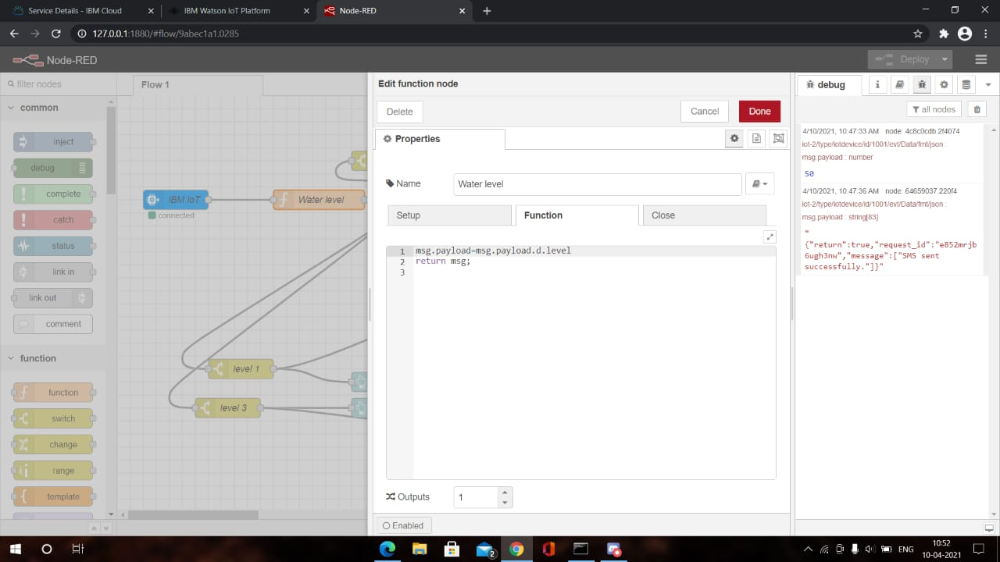 Service Details - IBM Cloud
IBM Watson IoT Platform
Node-RED
127.0.0.1:1880/#flow/9abec1a1.0285
Node-RED
Deploy
filter nodes
common
inject
debug
complete
catch
status
link in
link out
comment
function
function
switch
change
range
template
Flow 1
IBM IoT
connected
Water level
level 1
level 3
Edit function node
Delete
Cancel
Done
Properties
Name
Water level
Setup
Function
Close
1 msg.payload=msg.payload.d.level
2 return msg;
3
Outputs
1
Enabled
debug
all nodes
4/10/2021, 10:47:33 AM node: 4c8c0cdb.2f4074
iot-2/type/iotdevice/id/1001/evt/Data/fmt/json :
msg.payload : number
50
4/10/2021, 10:47:36 AM node: 64659037.220f4
iot-2/type/iotdevice/id/1001/evt/Data/fmt/json :
msg.payload : string[83]
"
{"return":true,"request_id":"e852mrjb
6ugh3nw","message":["SMS sent
successfully."]}"
2
ENG
10:52
10-04-2021